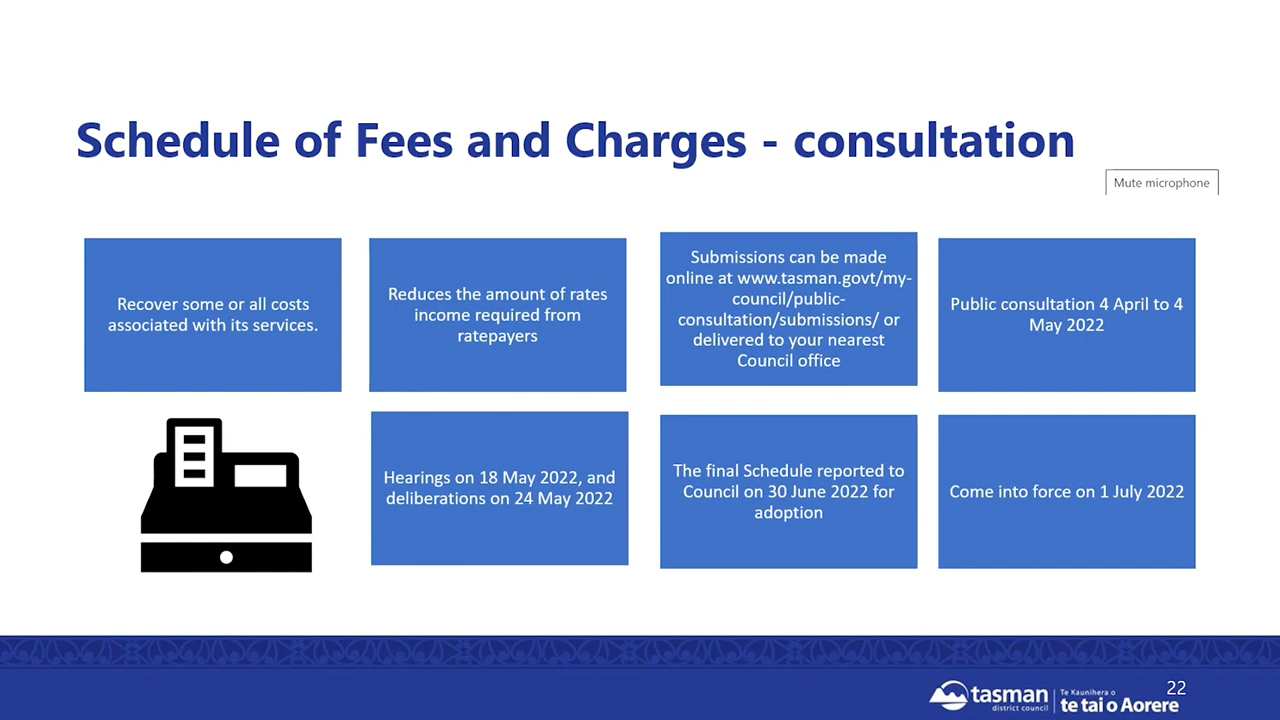 Schedule of Fees and Charges - consultation
Mute microphone
Recover some or all costs
associated with its services.
Reduces the amount of rates
income required from
ratepayers
Submissions can be made
online at www.tasman.govt/my-
council/public-
consultation/submissions/ or
delivered to your nearest
Council office
Public consultation 4 April to 4
May 2022
Hearings on 18 May 2022, and
deliberations on 24 May 2022
The final Schedule reported to
Council on 30 June 2022 for
adoption
Come into force on 1 July 2022
22
tasman
district council
Te Kaunihera o
te tai o Aorere